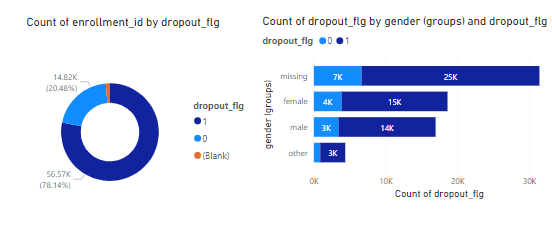 Count of enrollment_id by dropout_flg
14.82K
(20.48%)
56.57K
(78.14%)
dropout_flg
1
0
(Blank)
Count of dropout_flg by gender (groups) and dropout_flg
dropout_flg 0 1
gender (groups)
missing 7K 25K
female 4K 15K
male 3K 14K
other 3K
0K 10K 20K 30K
Count of dropout_flg